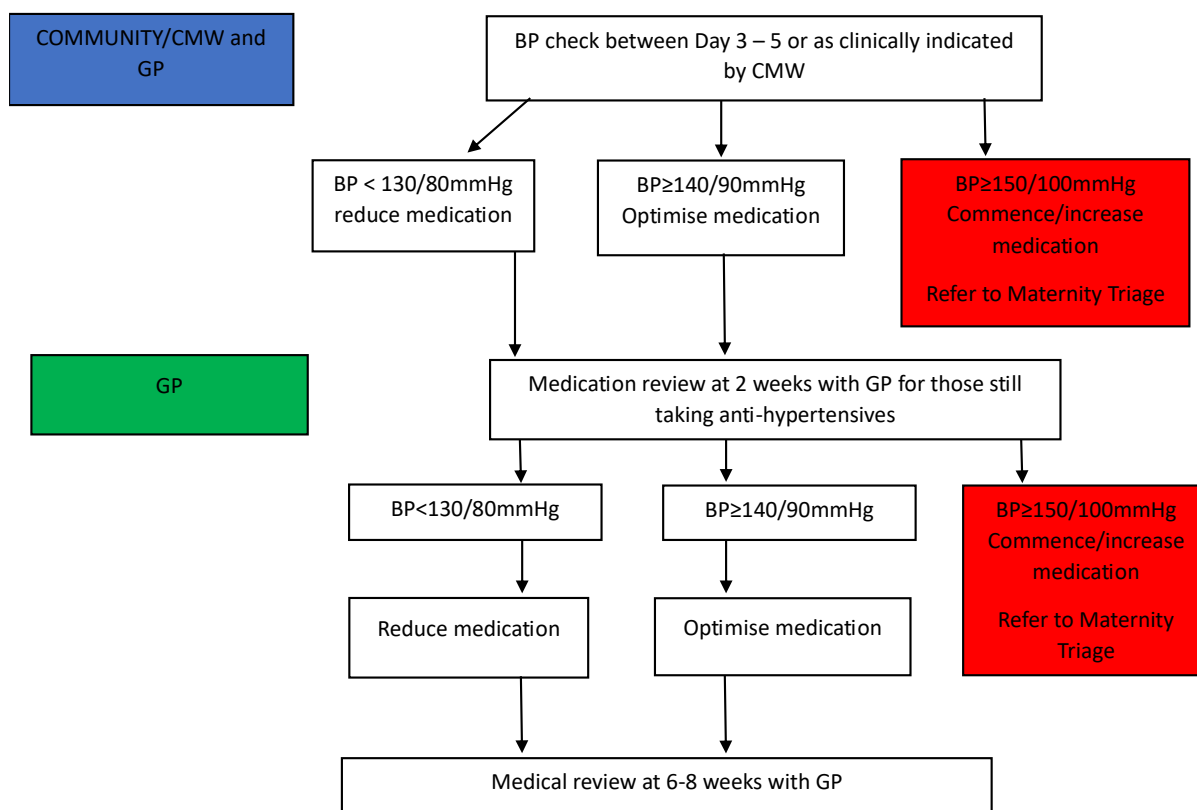 COMMUNITY/CMW and
GP
BP check between Day 3 – 5 or as clinically indicated
by CMW
BP < 130/80mmHg
reduce medication
BP≥140/90mmHg
Optimise medication
BP≥150/100mmHg
Commence/increase
medication
Refer to Maternity Triage
GP
Medication review at 2 weeks with GP for those still
taking anti-hypertensives
BP<130/80mmHg
BP≥140/90mmHg
BP≥150/100mmHg
Commence/increase
medication
Refer to Maternity
Triage
Reduce medication
Optimise medication
Medical review at 6-8 weeks with GP